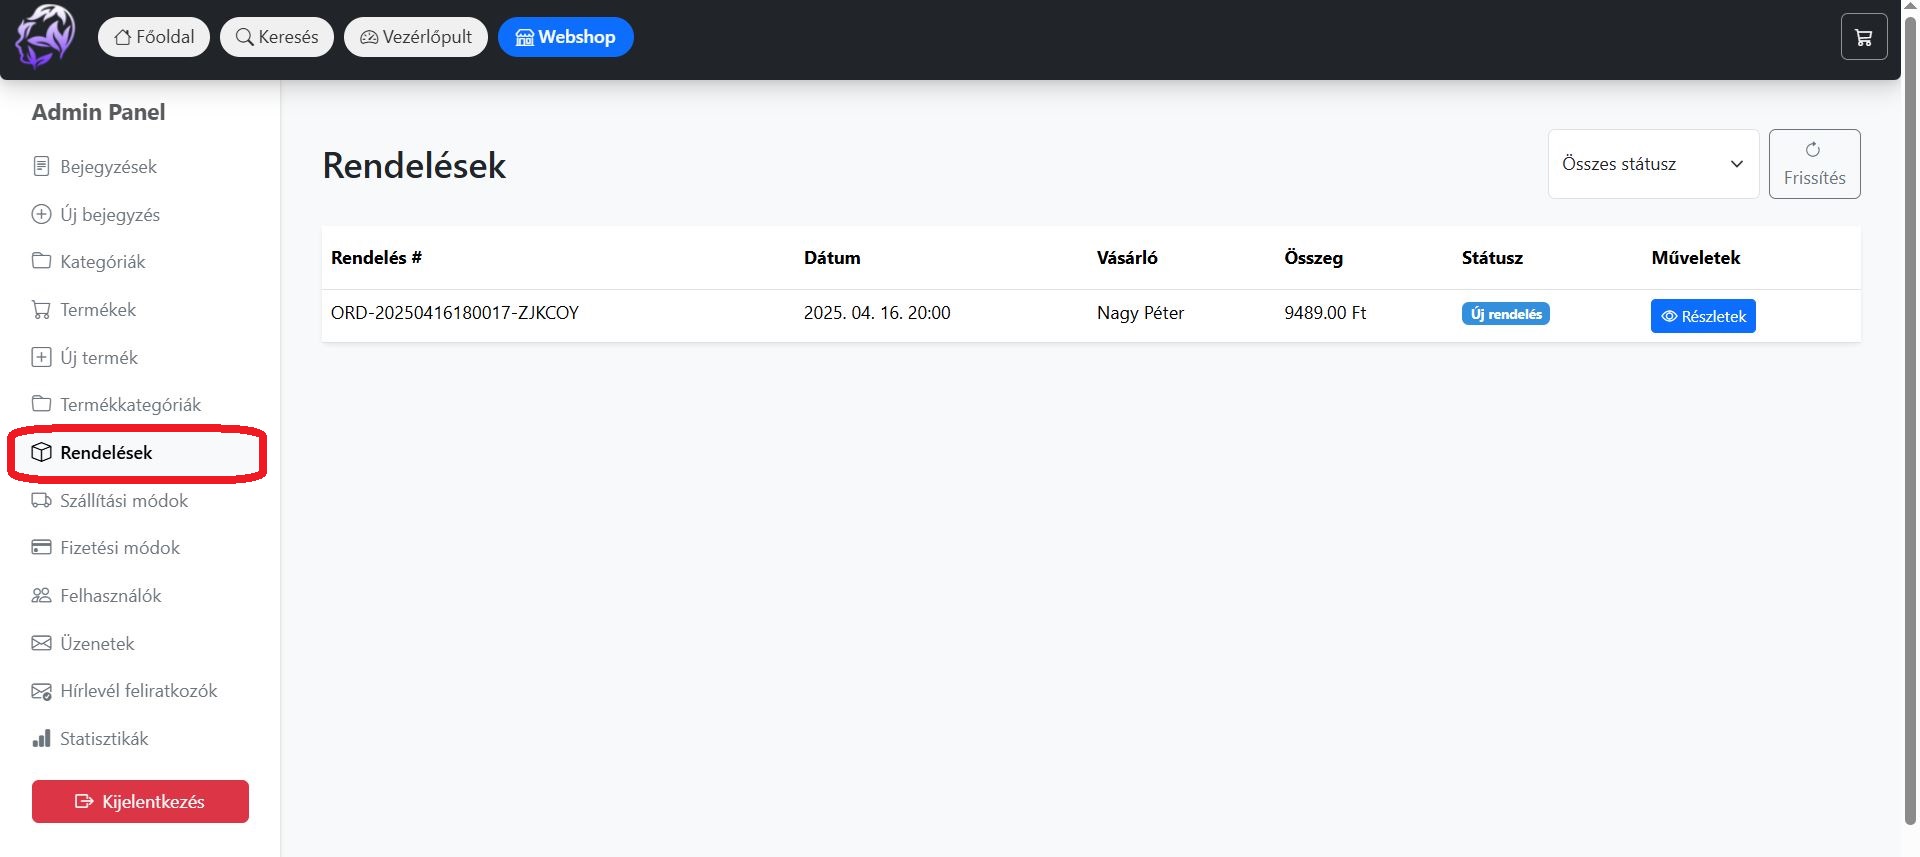 Főoldal Keresés Vezérlőpult Webshop
Admin Panel
Bejegyzések
Új bejegyzés
Kategóriák
Termékek
Új termék
Termékkategóriák
Rendelések
Szállítási módok
Fizetési módok
Felhasználók
Üzenetek
Hírlevél feliratkozók
Statisztikák
Kijelentkezés
Rendelések
Összes státusz
Frissítés
Rendelés # Dátum Vásárló Összeg Státusz Műveletek
ORD-20250416180017-ZJKCOY 2025. 04. 16. 20:00 Nagy Péter 9489.00 Ft Új rendelés Részletek